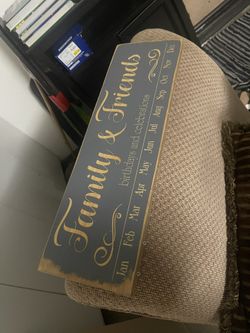 Family & Friends
birthdays and celebrations
Jan Feb Mar Apr May Jun Jul Aug Sep Oct Nov Dec